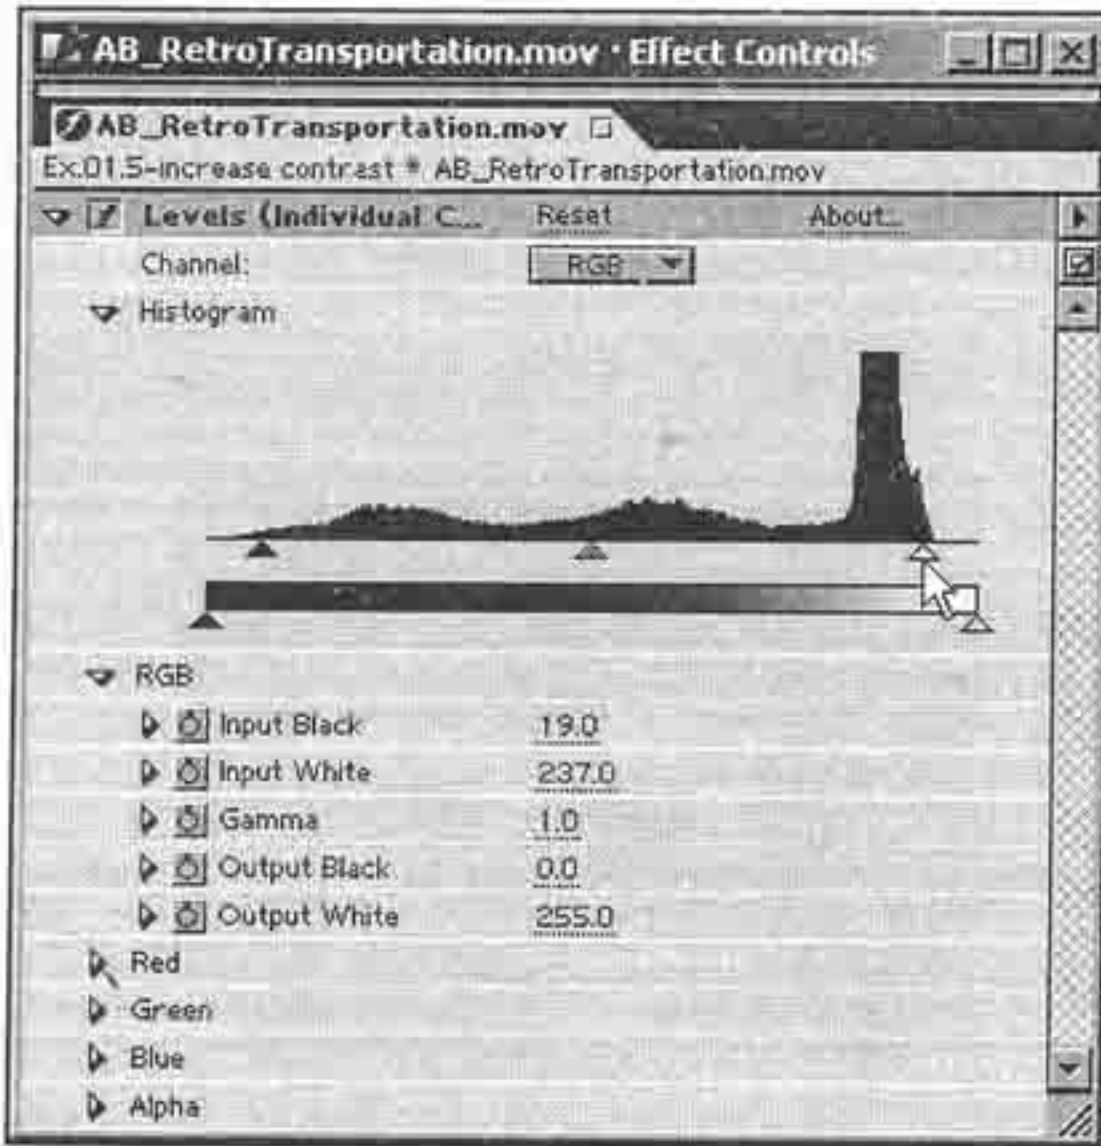 AB_RetroTransportation.mov · Effect Controls
AB_RetroTransportation.mov
Ex.01.5-increase contrast * AB_RetroTransportation.mov
Levels (Individual C... Reset About...
Channel: RGB
Histogram
RGB
Input Black 19.0
Input White 237.0
Gamma 1.0
Output Black 0.0
Output White 255.0
Red
Green
Blue
Alpha